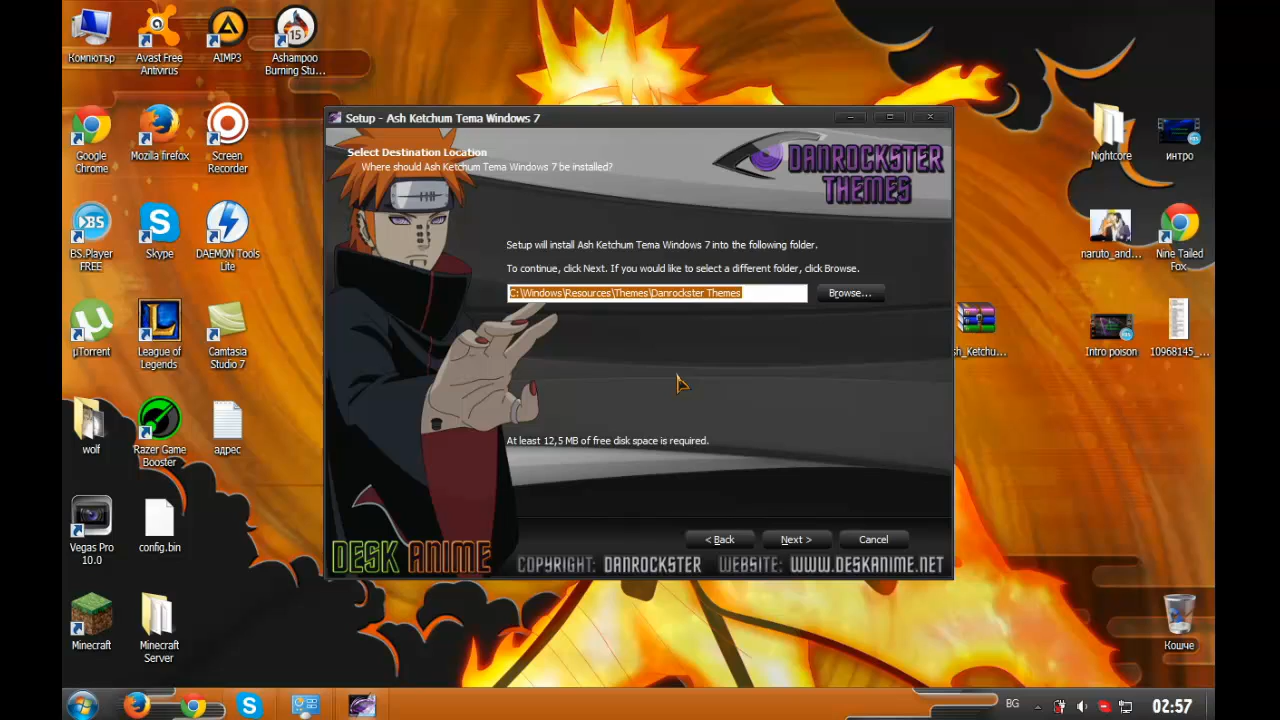 Компютър
Avast Free
Antivirus
AIMP3
Ashampoo
Burning Stu...
15
Google
Chrome
Mozilla firefox
Screen
Recorder
BS.Player
FREE
BS
Skype
DAEMON Tools
Lite
µTorrent
League of
Legends
Camtasia
Studio 7
wolf
Razer Game
Booster
адрес
Vegas Pro
10.0
config.bin
Minecraft
Minecraft
Server
Setup - Ash Ketchum Tema Windows 7
Select Destination Location
Where should Ash Ketchum Tema Windows 7 be installed?
DANROCKSTER
THEMES
Setup will install Ash Ketchum Tema Windows 7 into the following folder.
To continue, click Next. If you would like to select a different folder, click Browse.
C:\Windows\Resources\Themes\Danrockster Themes
Browse...
At least 12,5 MB of free disk space is required.
< Back
Next >
Cancel
DESK ANIME
COPYRIGHT: DANROCKSTER WEBSITE: WWW.DESKANIME.NET
Nightcore
интро
naruto_and...
Nine Tailed
Fox
sh_Ketchu...
Intro poison
10968145_...
Кошче
BG
02:57